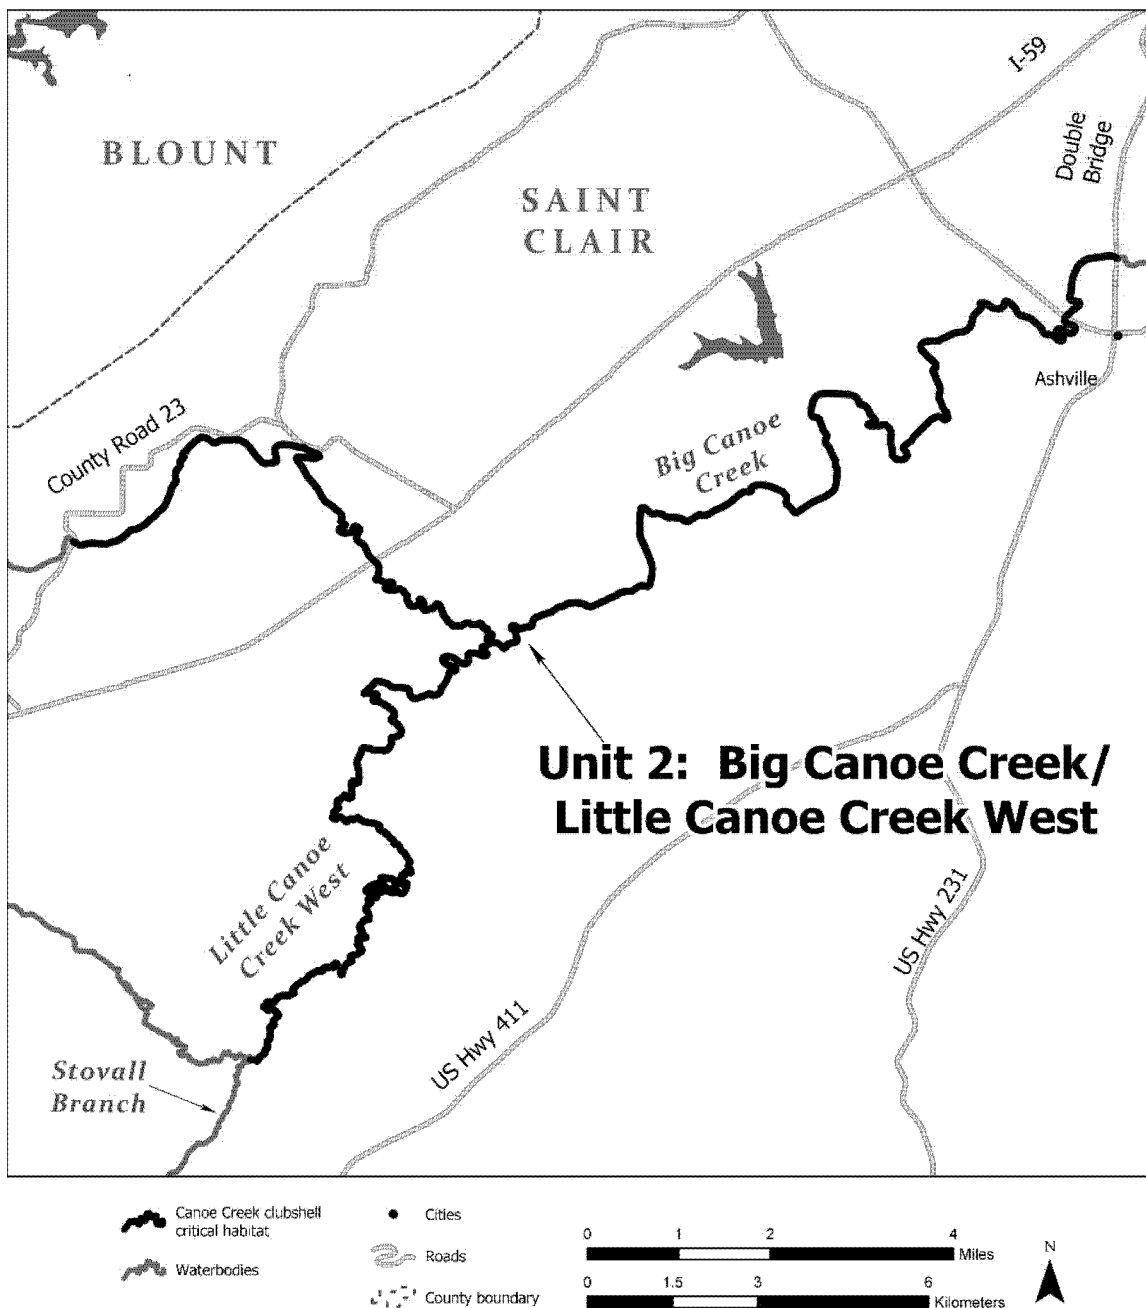 I-59
Double
Bridge
BLOUNT
SAINT
CLAIR
Ashville
County Road 23
Big Canoe
Creek
Unit 2: Big Canoe Creek/
Little Canoe Creek West
Little Canoe
Creek West
US Hwy 231
US Hwy 411
Stovall
Branch
Canoe Creek clubshell
critical habitat
Waterbodies
Cities
Roads
County boundary
0 1 2 4
Miles
0 1.5 3 6
Kilometers
N